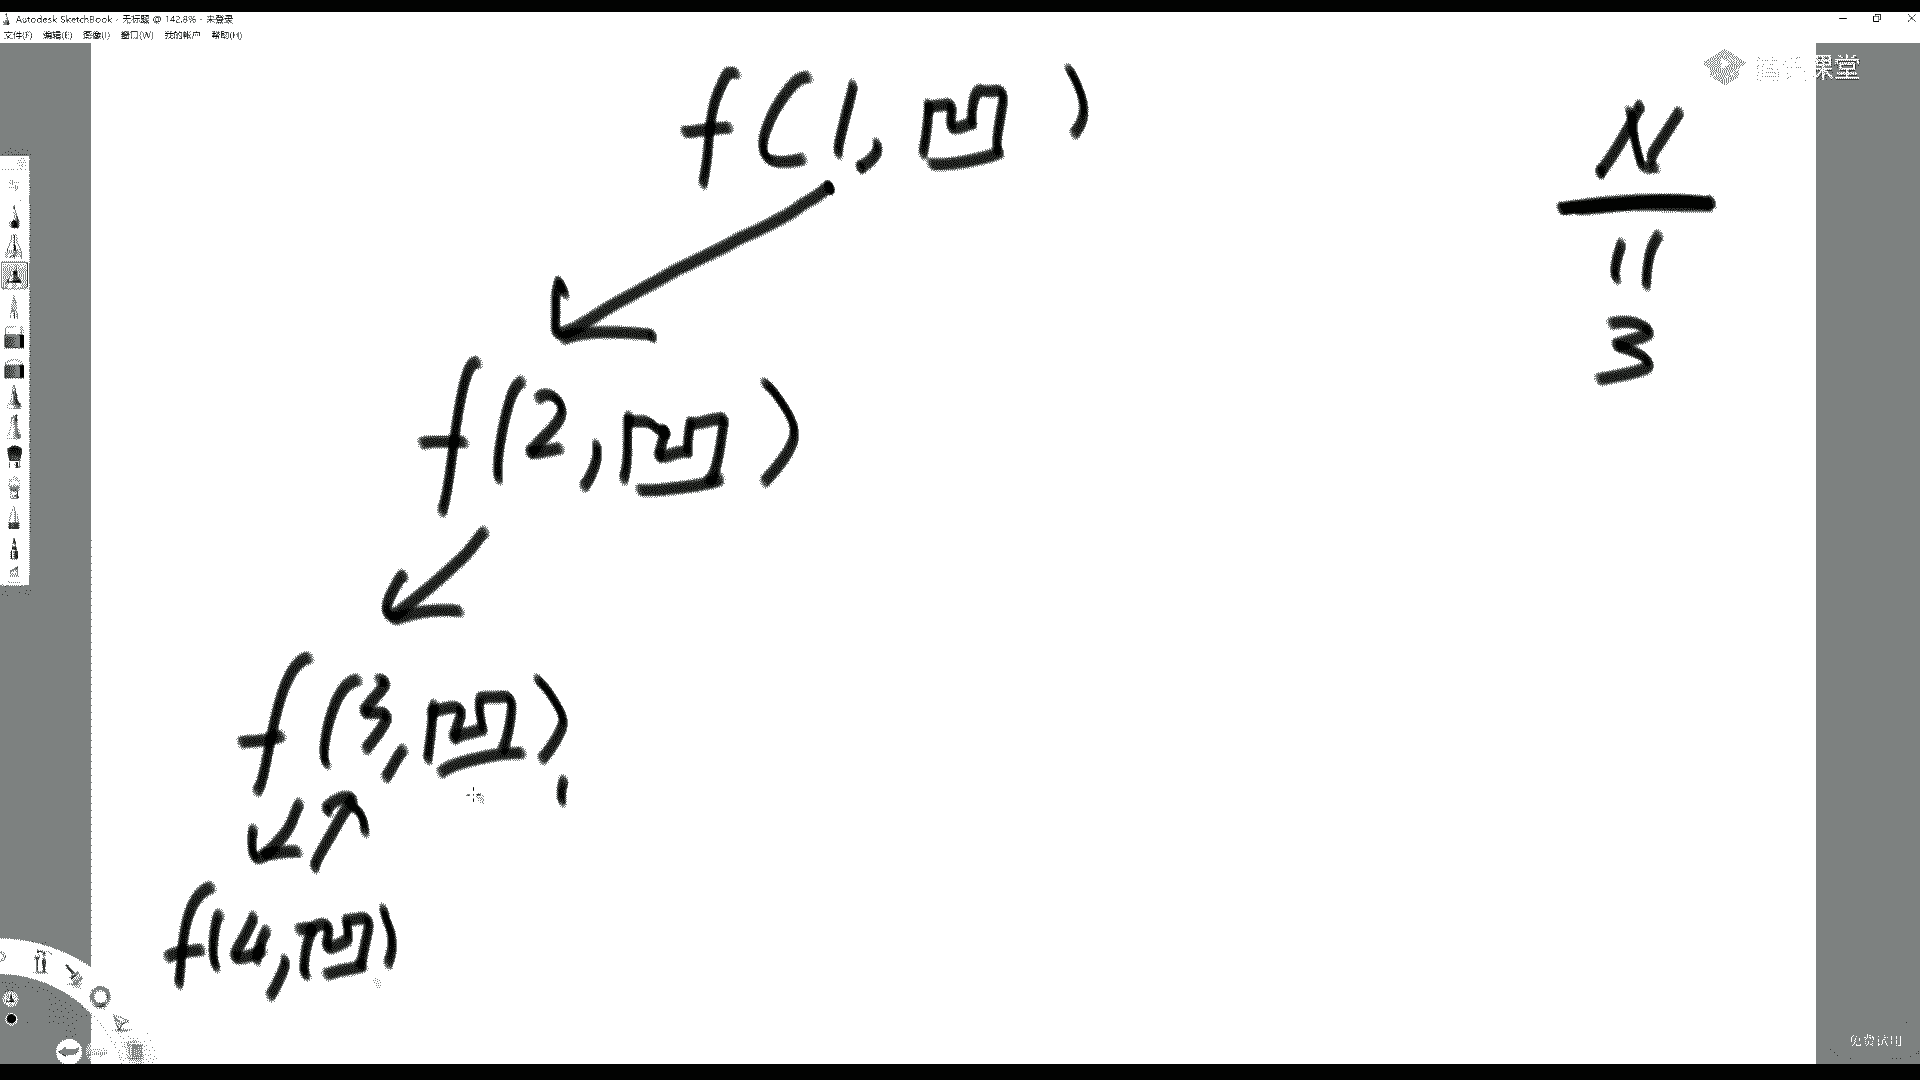 Autodesk SketchBook - 无标题 @ 142.8% - 未登录
文件(F) 编辑(E) 图像(I) 窗口(W) 我的帐户 帮助(H)
腾讯课堂
f(1,凹)
N
=
3
f(2,凹)
f(3,凹)
f(4,凹)
免费试用